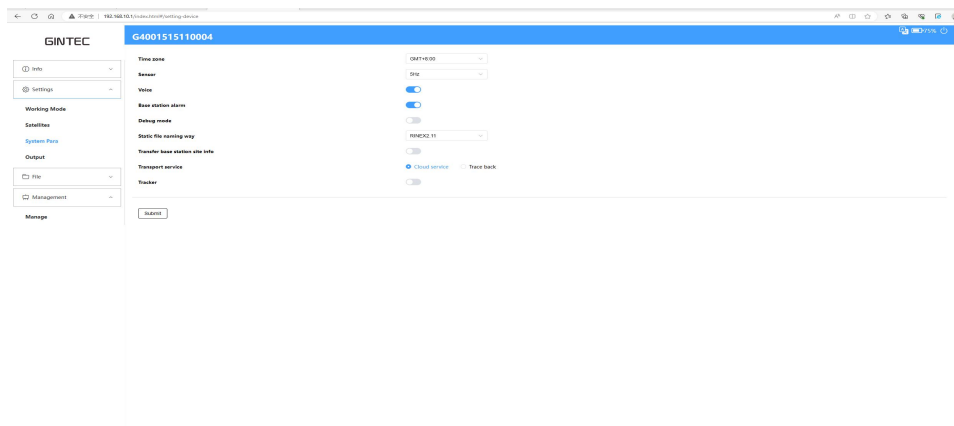 不安全 | 192.168.10.1/index.html#/setting-device
GINTEC
G4001515110004
75%
Info
Settings
Working Mode
Satellites
System Para
Output
File
Management
Manage
Time zone GMT+8:00
Sensor 5Hz
Voice
Base station alarm
Debug mode
Static file naming way RINEX2.11
Transfer base station site info
Transport service Cloud service Trace back
Tracker
Submit